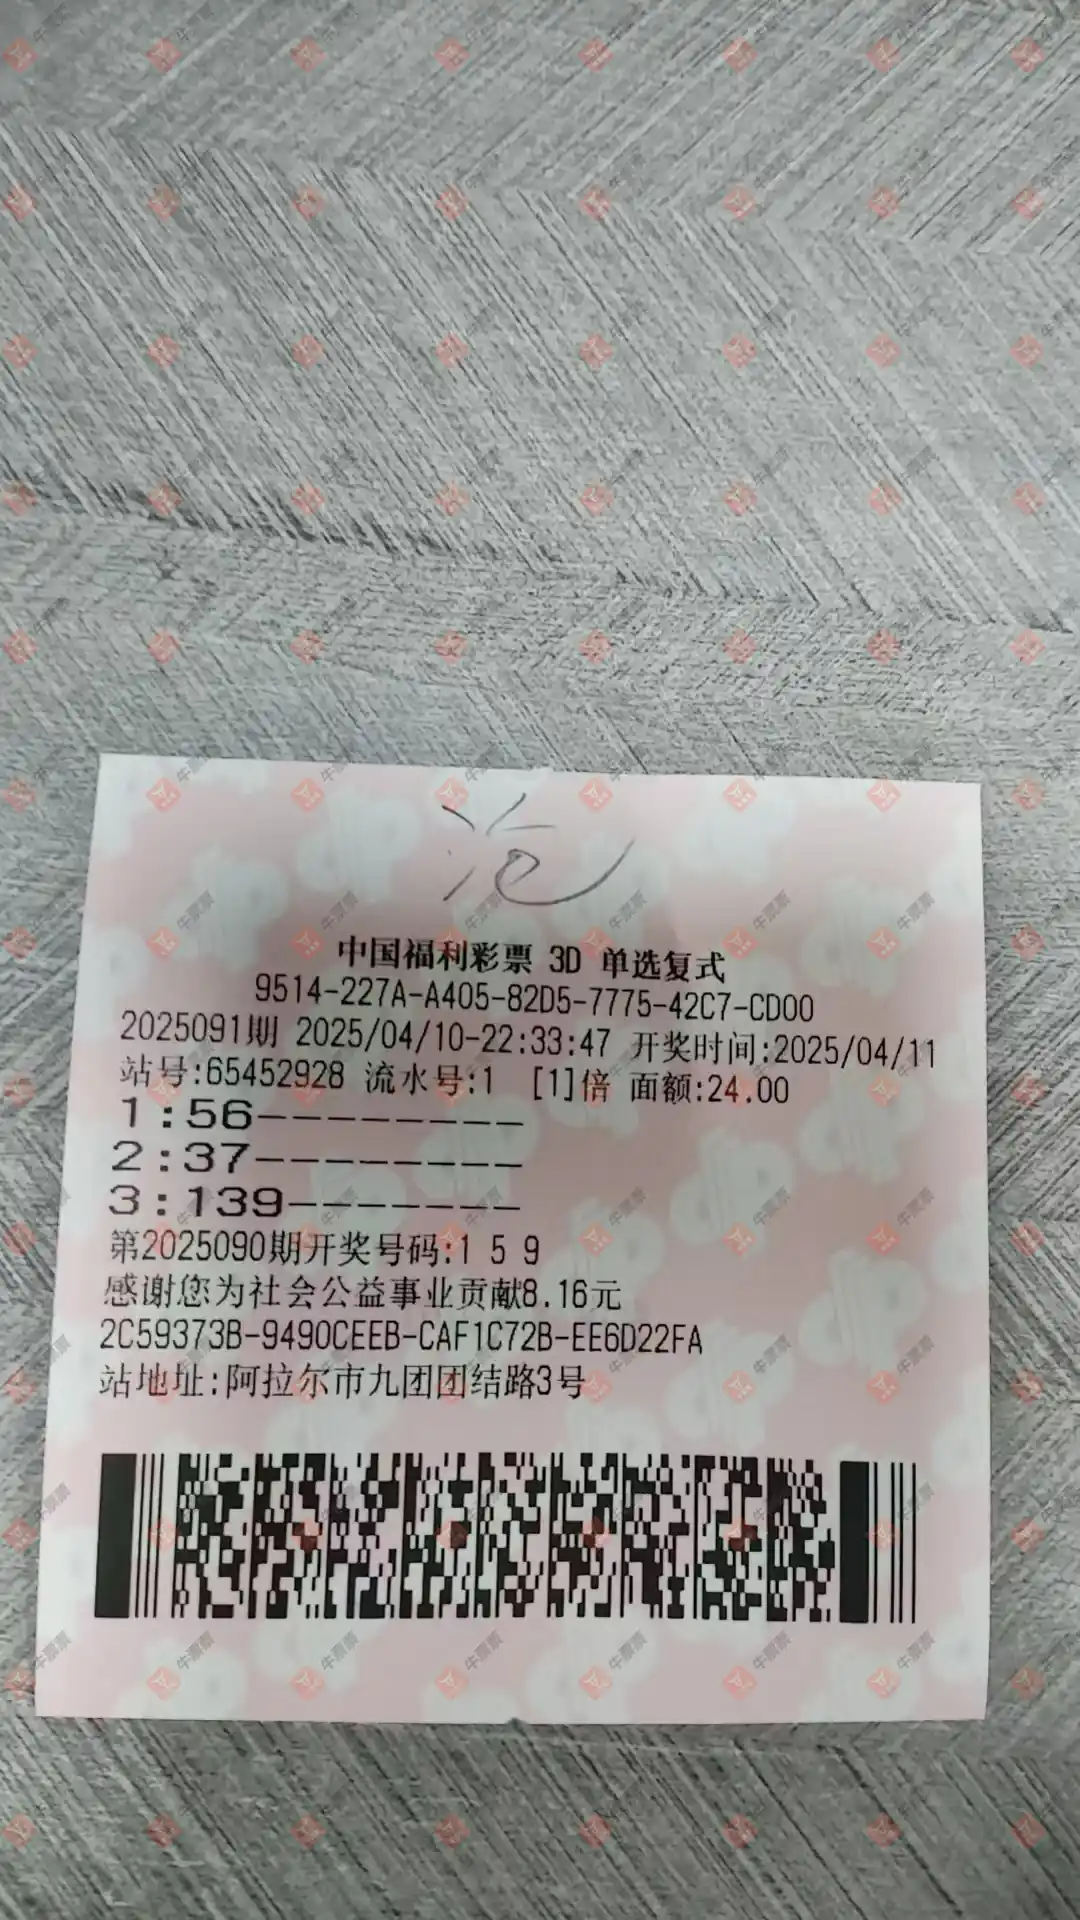 沧
中国福利彩票 3D 单选复式
9514-227A-A405-82D5-7775-42C7-CD00
2025091期 2025/04/10-22:33:47 开奖时间:2025/04/11
站号:65452928 流水号:1 [1]倍 面额:24.00
1:56--------
2:37--------
3:139-------
第2025090期开奖号码:1 5 9
感谢您为社会公益事业贡献8.16元
2C59373B-9490CEEB-CAF1C72B-EE6D22FA
站地址:阿拉尔市九团团结路3号
牛票票